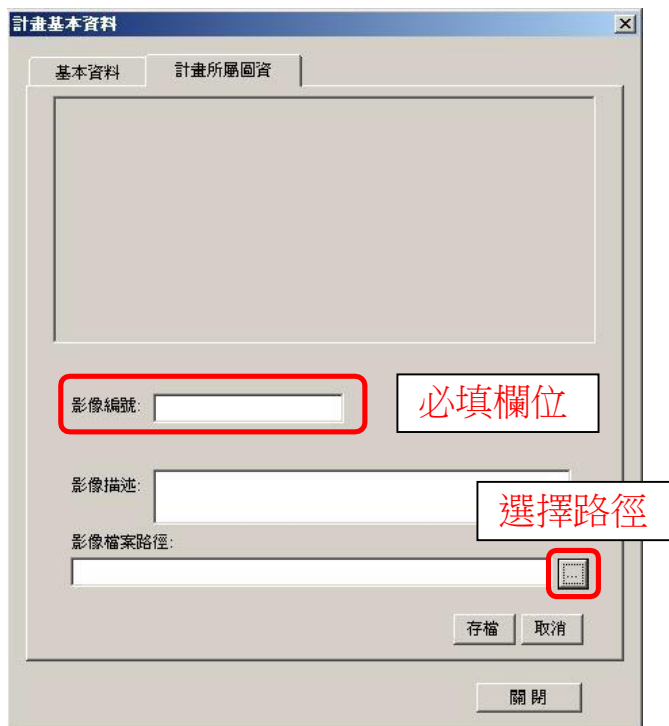 計畫基本資料
基本資料 計畫所屬圖資
影像編號:
必填欄位
影像描述:
選擇路徑
影像檔案路徑:
...
存檔 取消
關閉